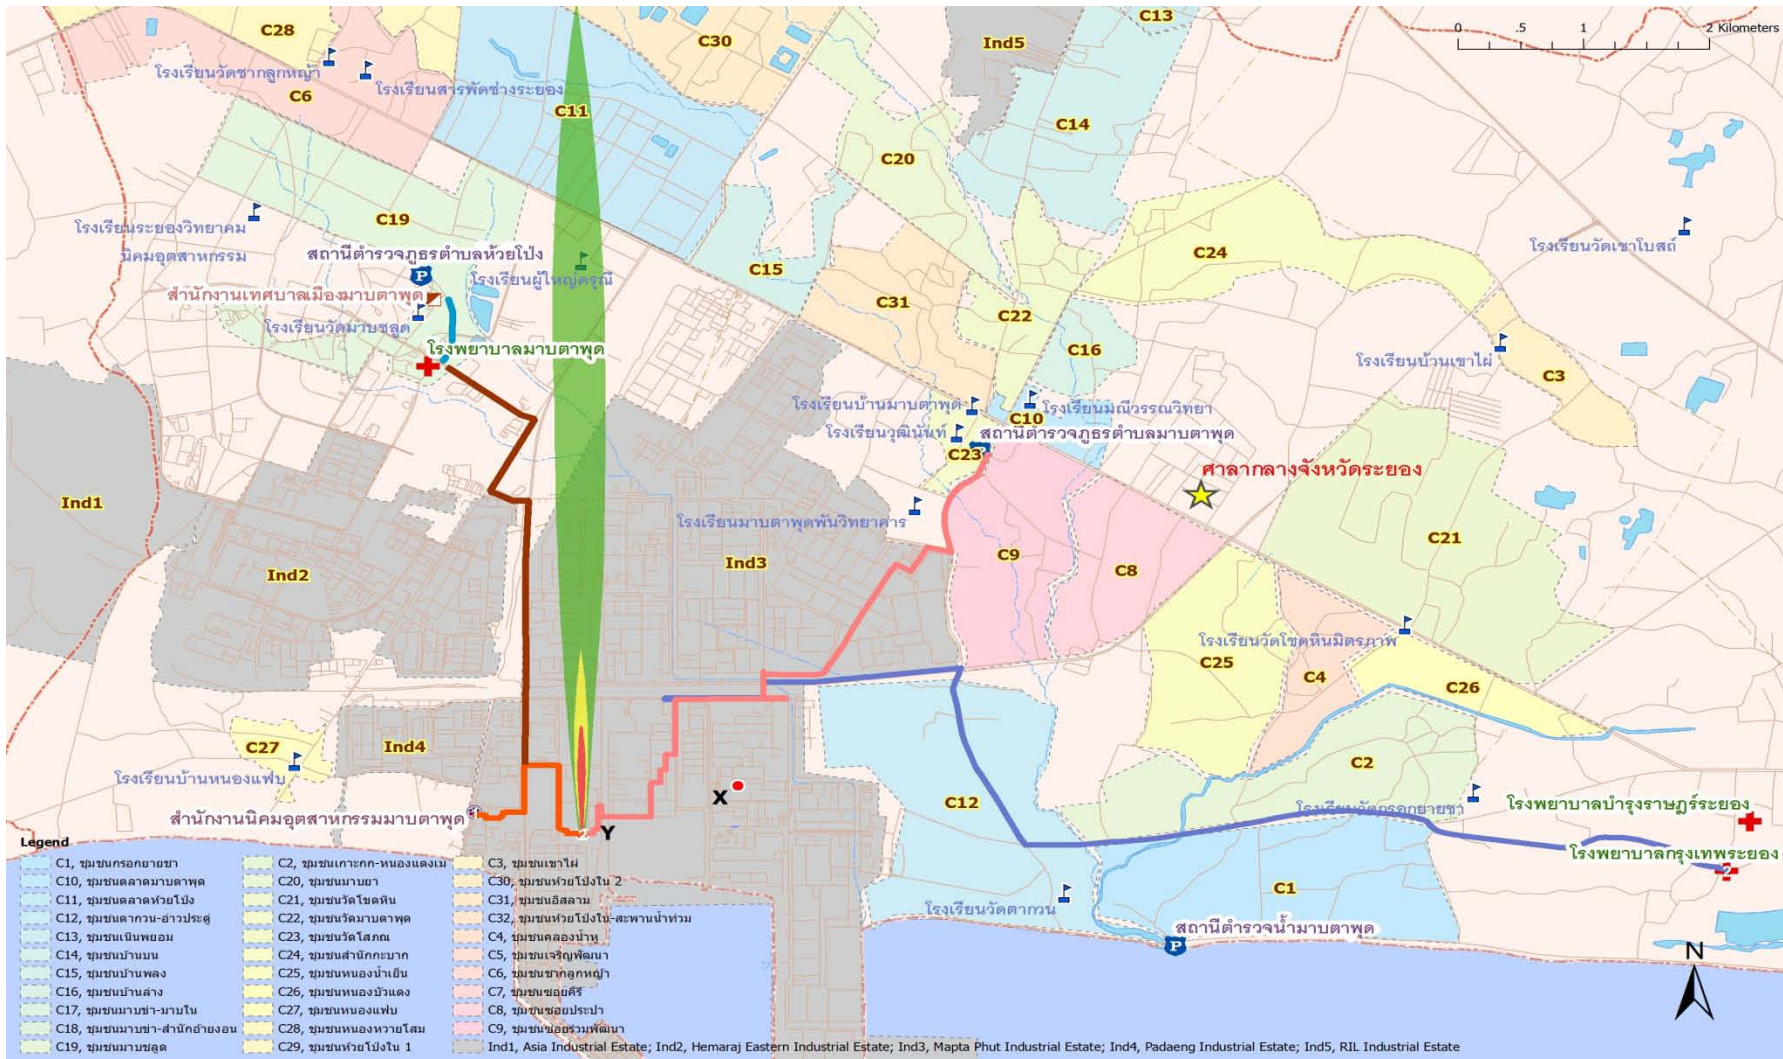 C28
C30
C13
Ind5
0 .5 1 2 Kilometers
โรงเรียนวัดชากลูกหญ้า
โรงเรียนสารพัดช่างระยอง
C6
C11
C14
C20
C19
โรงเรียนระยองวิทยาคม
นิคมอุตสาหกรรม
สถานีตำรวจภูธรตำบลห้วยโป่ง
P
โรงเรียนผู้ใหญ่ดรุณี
C15
C24
โรงเรียนวัดเขาโบสถ์
สำนักงานเทศบาลเมืองมาบตาพุด
โรงเรียนวัดมาบชลูด
C31
C22
โรงพยาบาลมาบตาพุด
C16
โรงเรียนบ้านเขาไผ่
C3
โรงเรียนบ้านมาบตาพุด
C10
โรงเรียนมณีวรรณวิทยา
โรงเรียนวุฒินันท์
สถานีตำรวจภูธรตำบลมาบตาพุด
C23
ศาลากลางจังหวัดระยอง
Ind1
โรงเรียนมาบตาพุดพันวิทยาคาร
C21
Ind2
Ind3
C9
C8
โรงเรียนวัดโขดหินมิตรภาพ
C25
C4
C26
C27
Ind4
โรงเรียนบ้านหนองแฟบ
C2
X
C12
โรงเรียนวัดกรอกยายชา
โรงพยาบาลบำรุงราษฎร์ระยอง
สำนักงานนิคมอุตสาหกรรมมาบตาพุด
Y
โรงพยาบาลกรุงเทพระยอง
2
C1
โรงเรียนวัดตากวน
สถานีตำรวจน้ำมาบตาพุด
P
N
Legend
C1, ชุมชนกรอกยายชา
C10, ชุมชนตลาดมาบตาพุด
C11, ชุมชนตลาดห้วยโป่ง
C12, ชุมชนตากวน-อ่าวประดู่
C13, ชุมชนเนินพยอม
C14, ชุมชนบ้านบน
C15, ชุมชนบ้านพลง
C16, ชุมชนบ้านล่าง
C17, ชุมชนมาบข่า-มาบใน
C18, ชุมชนมาบข่า-สำนักอ้ายงอน
C19, ชุมชนมาบชลูด
C2, ชุมชนเกาะกก-หนองแตงเม
C20, ชุมชนมาบยา
C21, ชุมชนวัดโขดหิน
C22, ชุมชนวัดมาบตาพุด
C23, ชุมชนวัดโสภณ
C24, ชุมชนสำนักกะบาก
C25, ชุมชนหนองน้ำเย็น
C26, ชุมชนหนองบัวแดง
C27, ชุมชนหนองแฟบ
C28, ชุมชนหนองหวายโสม
C29, ชุมชนห้วยโป่งใน 1
C3, ชุมชนเขาไผ่
C30, ชุมชนห้วยโป่งใน 2
C31, ชุมชนอิสลาม
C32, ชุมชนห้วยโป่งใน-สะพานน้ำท่วม
C4, ชุมชนคลองน้ำหู
C5, ชุมชนเจริญพัฒนา
C6, ชุมชนชากลูกหญ้า
C7, ชุมชนซอยคีรี
C8, ชุมชนซอยประปา
C9, ชุมชนซอยร่วมพัฒนา
Ind1, Asia Industrial Estate; Ind2, Hemaraj Eastern Industrial Estate; Ind3, Mapta Phut Industrial Estate; Ind4, Padaeng Industrial Estate; Ind5, RIL Industrial Estate